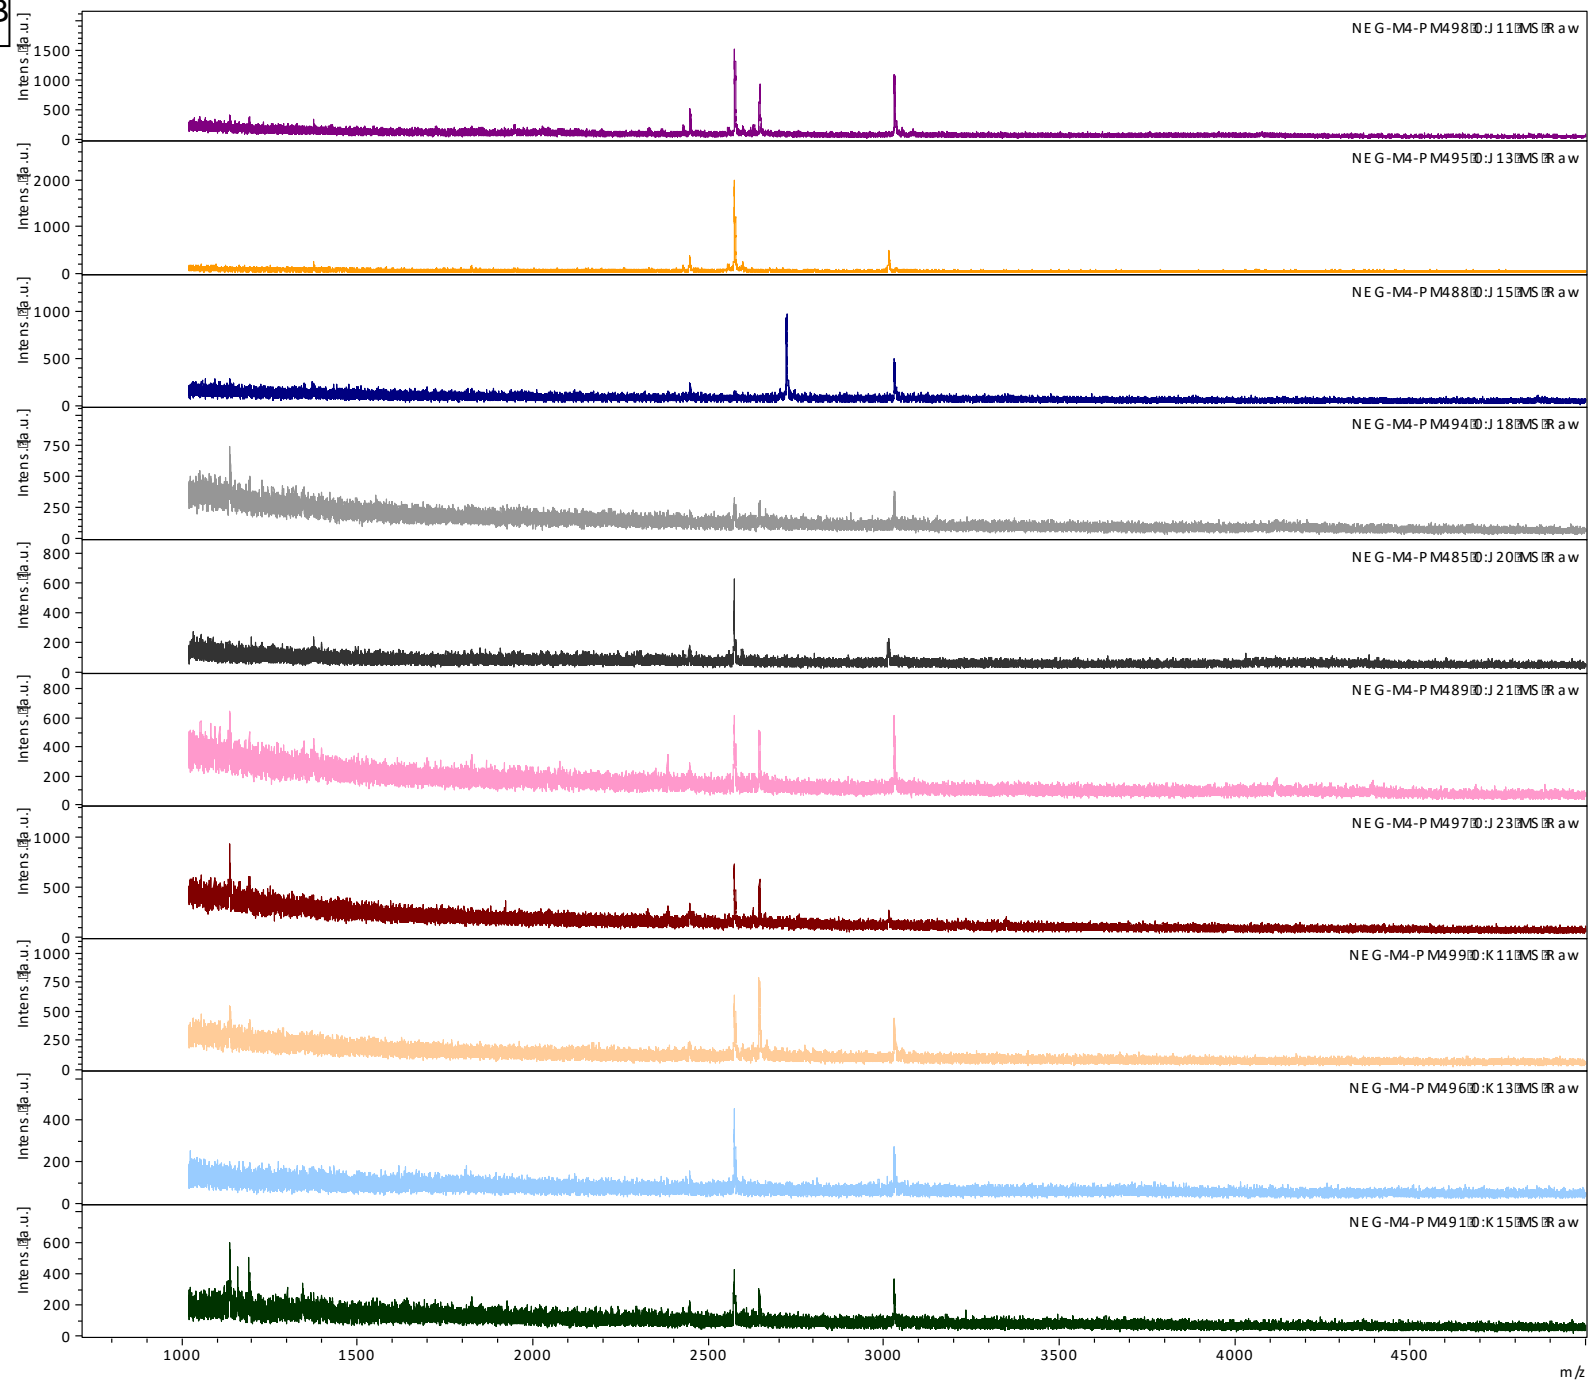 3
NEG-M4-PM498 0:J11 MS Raw
Intens. [a.u.]
1500
1000
500
0
NEG-M4-PM495 0:J13 MS Raw
Intens. [a.u.]
2000
1000
0
NEG-M4-PM488 0:J15 MS Raw
Intens. [a.u.]
1000
500
0
NEG-M4-PM494 0:J18 MS Raw
Intens. [a.u.]
750
500
250
0
NEG-M4-PM485 0:J20 MS Raw
Intens. [a.u.]
800
600
400
200
0
NEG-M4-PM489 0:J21 MS Raw
Intens. [a.u.]
800
600
400
200
0
NEG-M4-PM497 0:J23 MS Raw
Intens. [a.u.]
1000
500
0
NEG-M4-PM499 0:K11 MS Raw
Intens. [a.u.]
1000
750
500
250
0
NEG-M4-PM496 0:K13 MS Raw
Intens. [a.u.]
400
200
0
NEG-M4-PM491 0:K15 MS Raw
Intens. [a.u.]
600
400
200
0
1000 1500 2000 2500 3000 3500 4000 4500
m/z